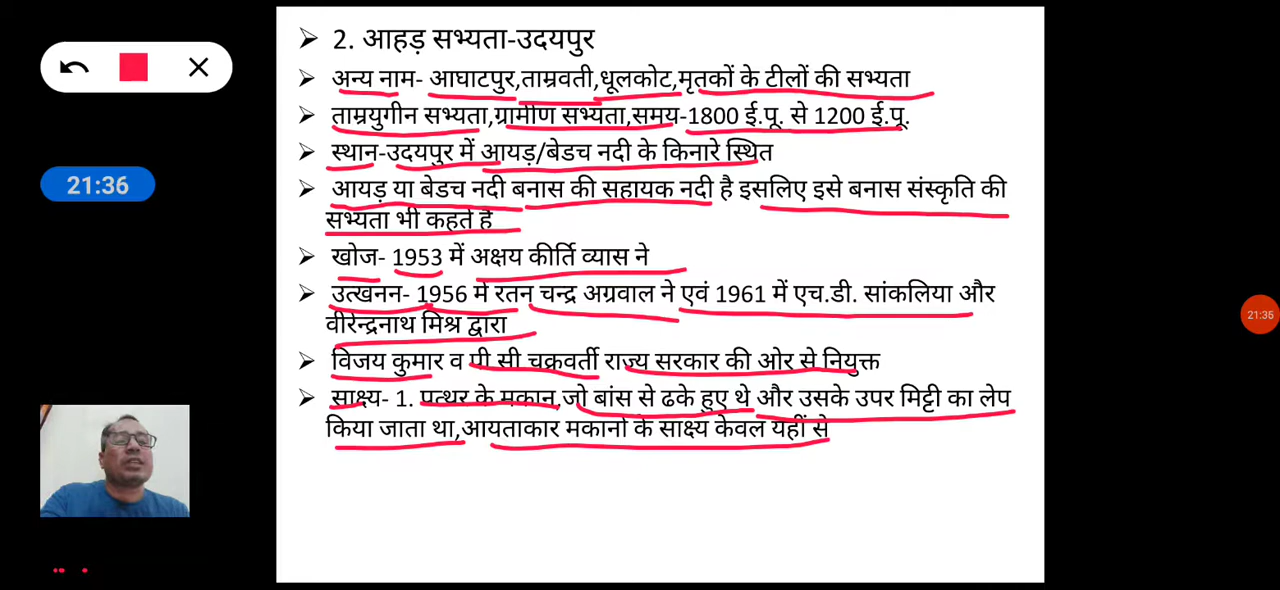 2. आहड़ सभ्यता-उदयपुर
अन्य नाम- आघाटपुर,ताम्रवती,धूलकोट,मृतकों के टीलों की सभ्यता
ताम्रयुगीन सभ्यता,ग्रामीण सभ्यता,समय-1800 ई.पू. से 1200 ई.पू.
स्थान-उदयपुर में आयड़/बेडच नदी के किनारे स्थित
21:36
आयड़ या बेडच नदी बनास की सहायक नदी है इसलिए इसे बनास संस्कृति की
सभ्यता भी कहते है
खोज- 1953 में अक्षय कीर्ति व्यास ने
उत्खनन- 1956 में रतन चन्द्र अग्रवाल ने एवं 1961 में एच.डी. सांकलिया और
21:36
वीरेन्द्रनाथ मिश्र द्वारा
विजय कुमार व पी सी चक्रवर्ती राज्य सरकार की ओर से नियुक्त
साक्ष्य- 1. पत्थर के मकान,जो बांस से ढके हुए थे और उसके उपर मिट्टी का लेप
किया जाता था,आयताकार मकानो के साक्ष्य केवल यहीं से